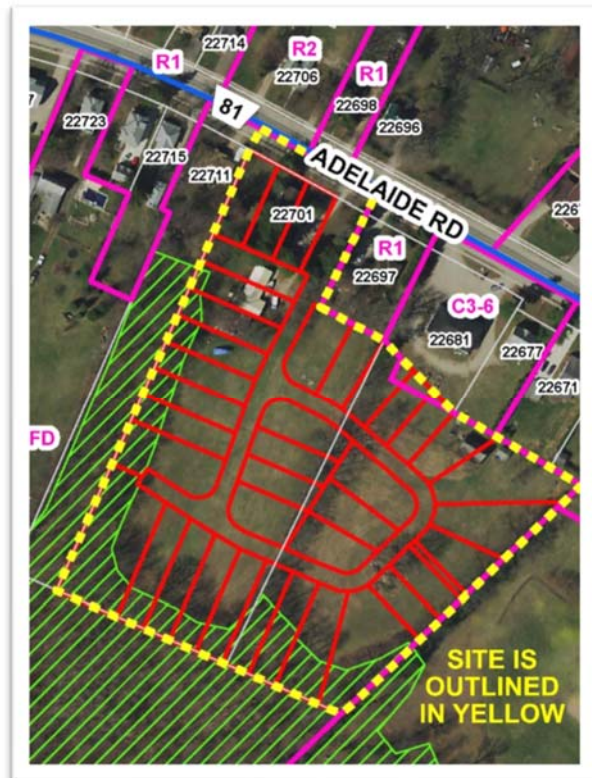 22714
R2
R1
22706
R1
22698
81
22696
22723
22715
22711
ADELAIDE RD
22701
R1
22697
C3-6
22681
22677
22671
FD
SITE IS
OUTLINED
IN YELLOW